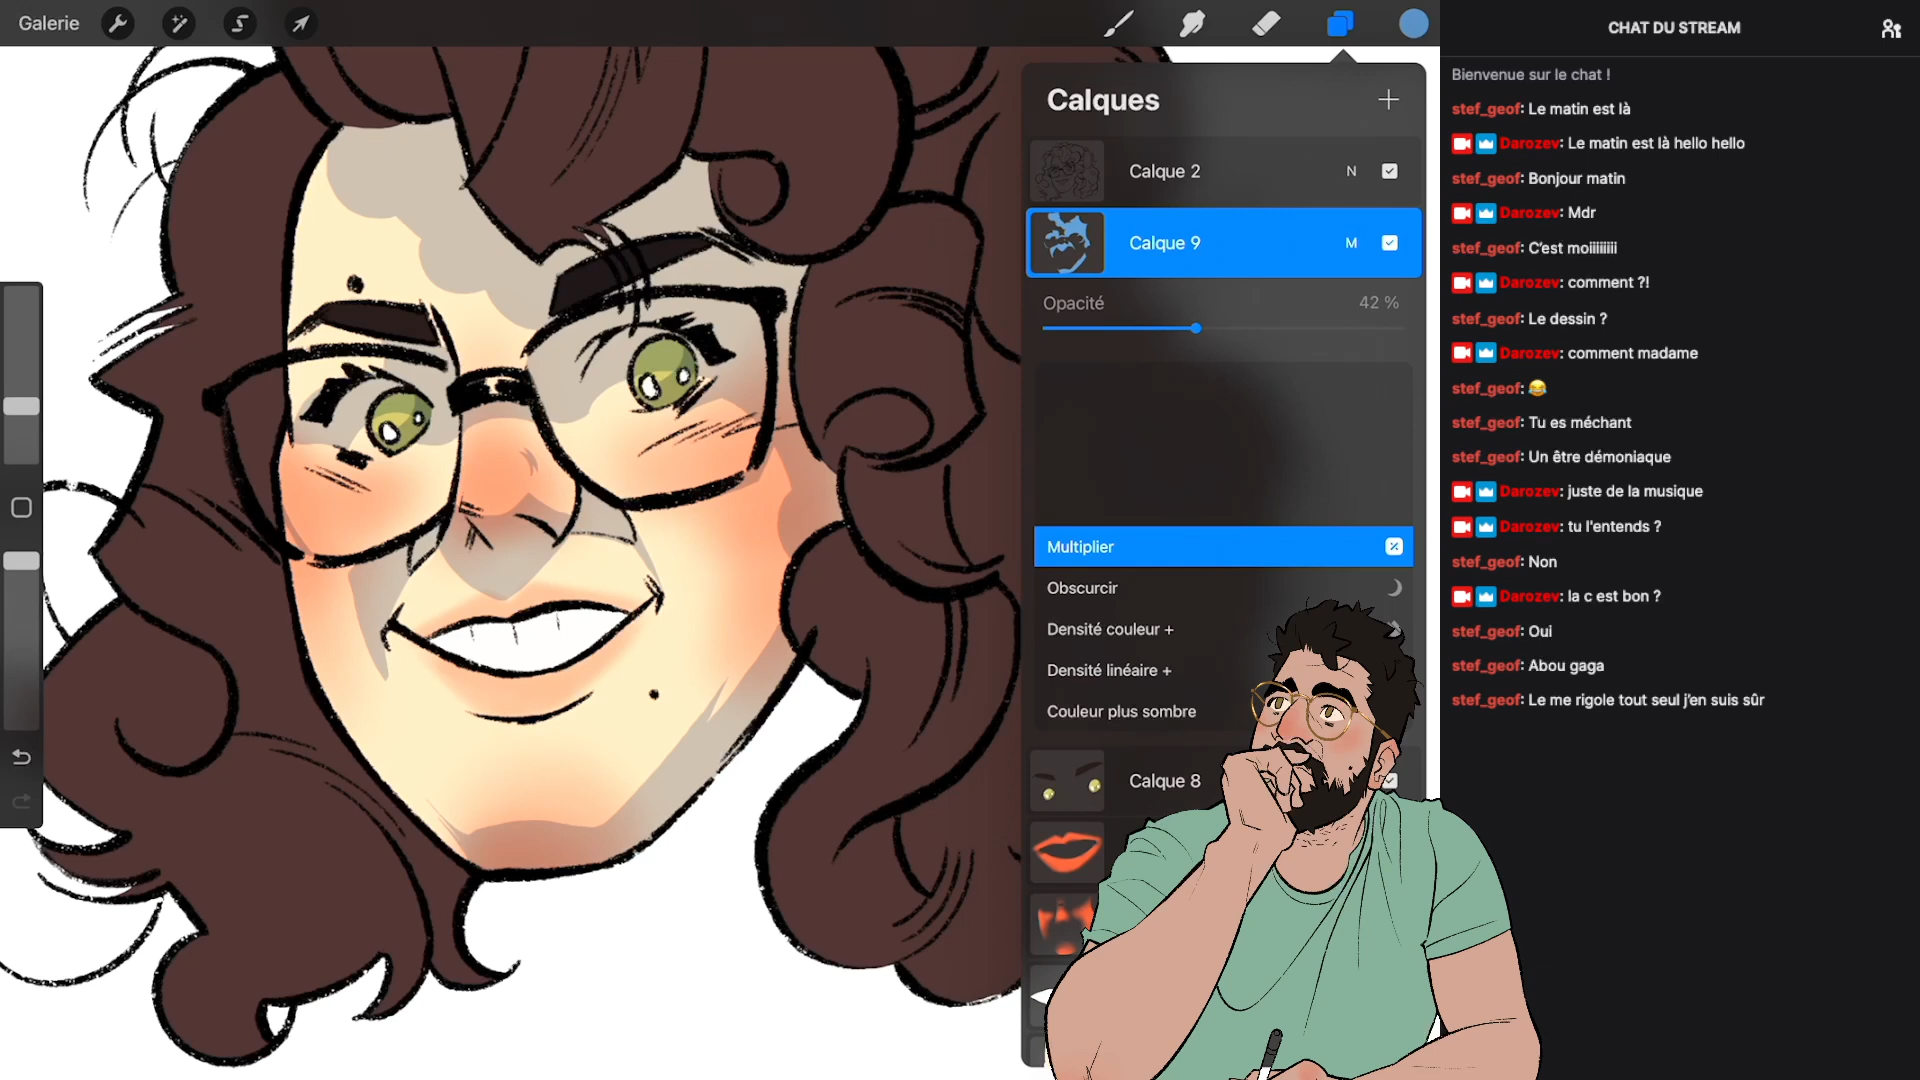 Galerie
Calques
Calque 2
N
Calque 9
M
Opacité
42 %
Multiplier
Obscurcir
Densité couleur +
Densité linéaire +
Couleur plus sombre
Calque 8
CHAT DU STREAM
Bienvenue sur le chat !
stef_geof: Le matin est là
Darozev: Le matin est là hello hello
stef_geof: Bonjour matin
Darozev: Mdr
stef_geof: C'est moiiiiiiiii
Darozev: comment ?!
stef_geof: Le dessin ?
Darozev: comment madame
stef_geof: 😂
stef_geof: Tu es méchant
stef_geof: Un être démoniaque
Darozev: juste de la musique
Darozev: tu l'entends ?
stef_geof: Non
Darozev: la c est bon ?
stef_geof: Oui
stef_geof: Abou gaga
stef_geof: Le me rigole tout seul j'en suis sûr